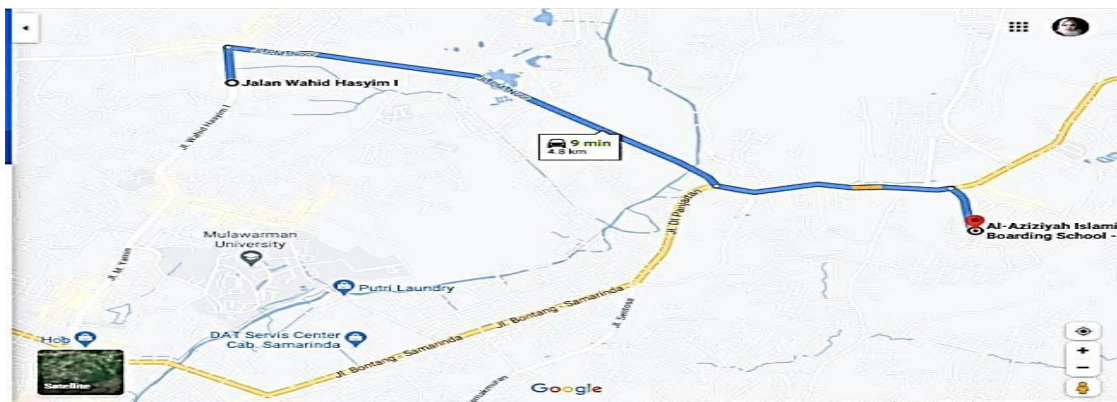 Jalan Wahid Hasyim I
Jl. Wahid Hasyim I
9 min
4.8 km
Jl. DI Panjaitan
Al-Aziziyah Islami
Boarding School -
Mulawarman
University
Jl. M. Yamin
Putri Laundry
Jl. Bontang - Samarinda
Jl. Sentosa
Hob
DAT Servis Center
Cab. Samarinda
Jl. Bontang - Samarinda
Satellite
Google